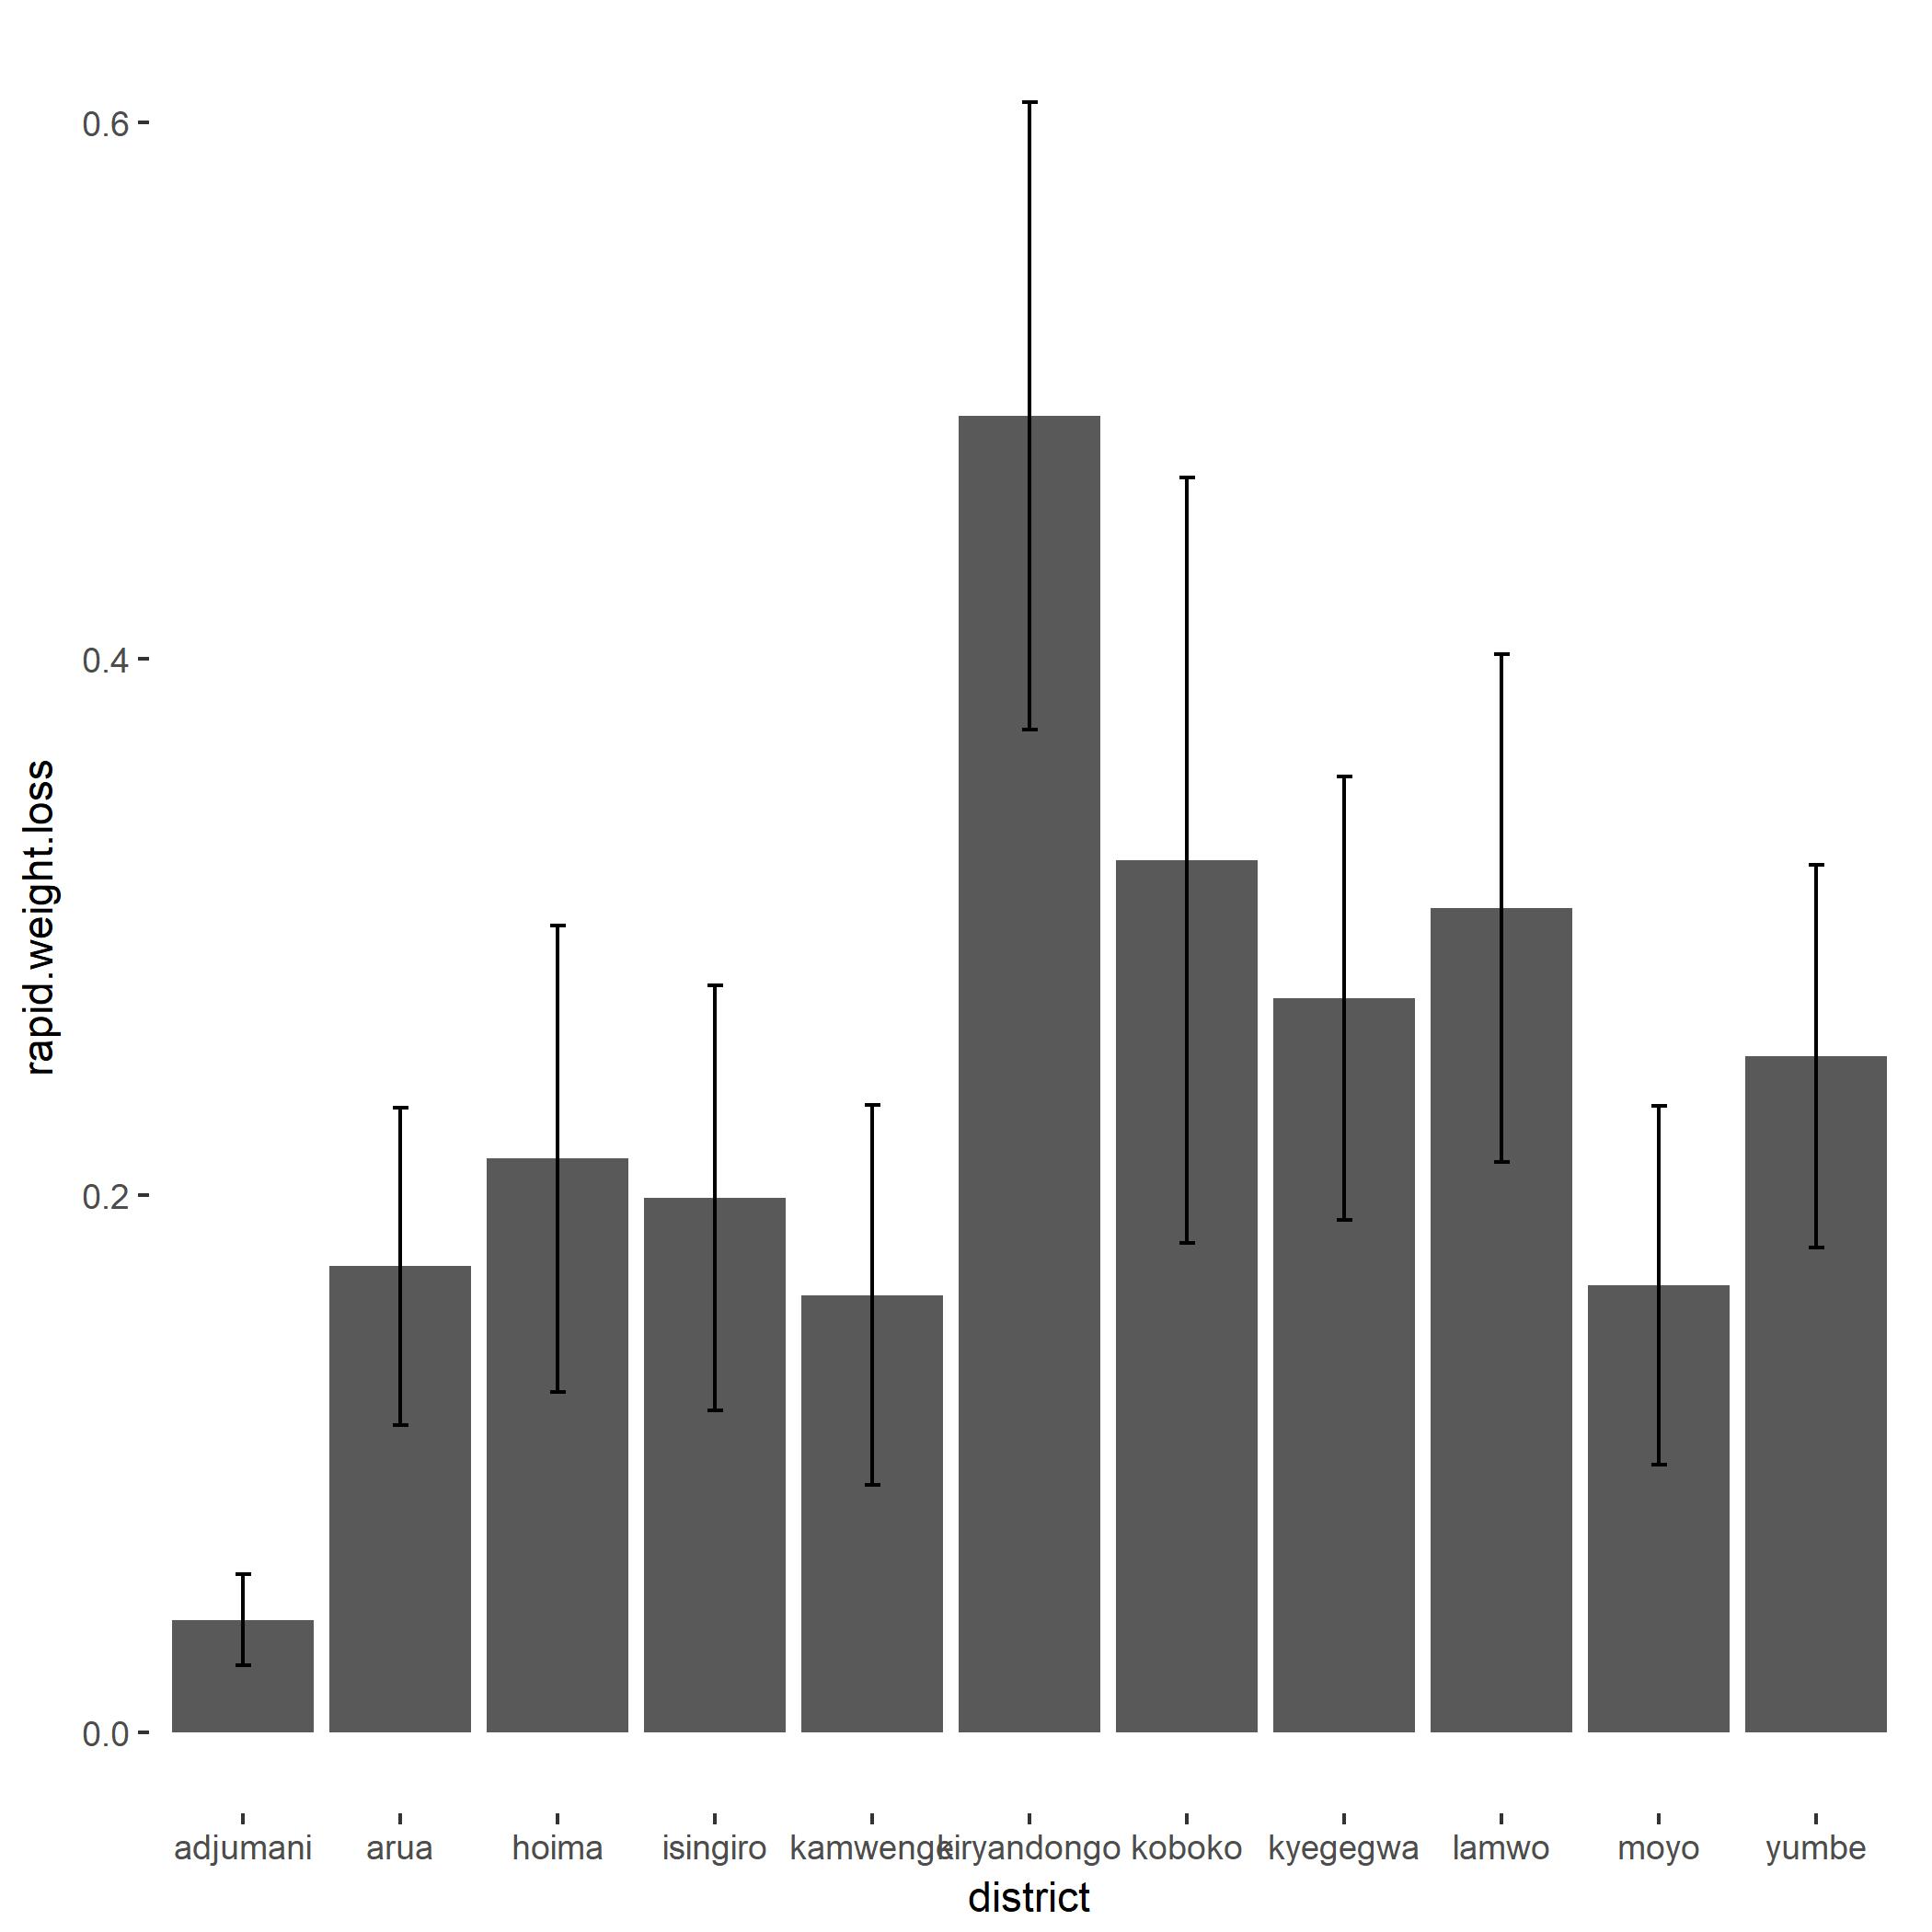 0.6
0.4
0.2
0.0
rapid.weight.loss
adjumani arua hoima isingiro kamwenge kiryandongo koboko kyegegwa lamwo moyo yumbe
district